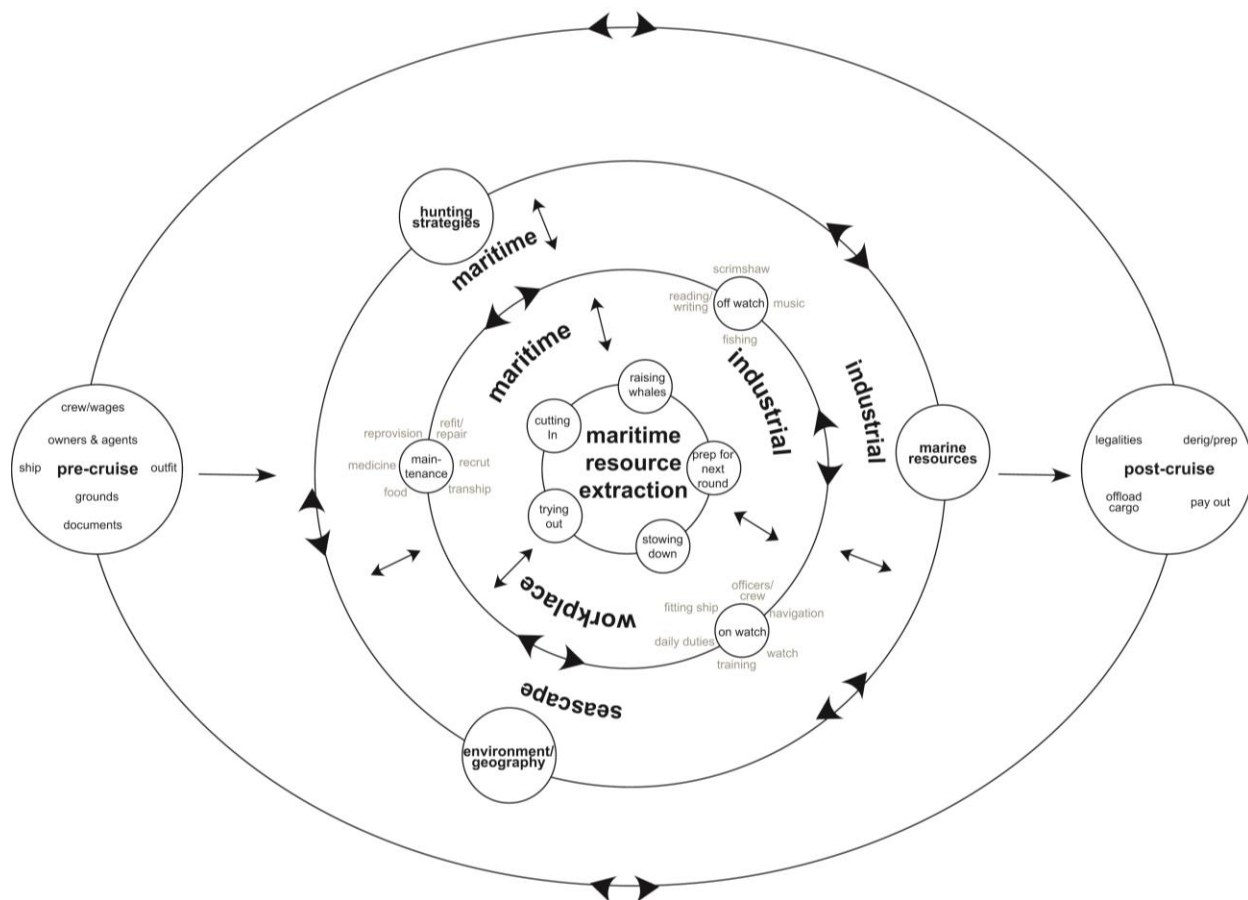 hunting
strategies
maritime
maritime
scrimshaw
reading/
writing
off watch
music
fishing
industrial
industrial
raising
whales
cutting
In
maritime
resource
extraction
prep for
next
round
trying
out
stowing
down
crew/wages
owners & agents
ship
pre-cruise
outfit
grounds
documents
refit/
repair
reprovision
medicine
main-
tenance
recrut
food
tranship
marine
resources
legalities
derig/prep
post-cruise
offload
cargo
pay out
workplace
officers/
crew
fitting ship
navigation
on watch
daily duties
watch
training
seascape
environment/
geography